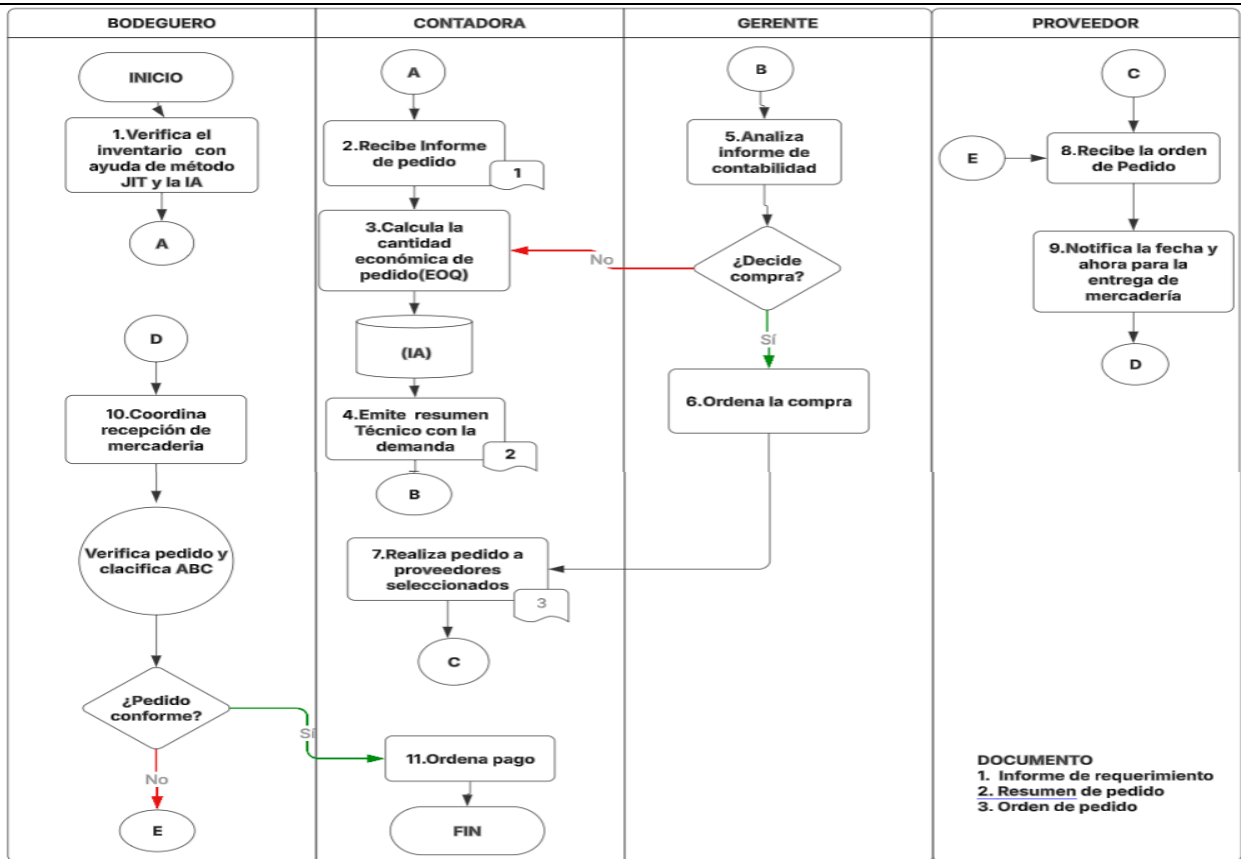 BODEGUERO
CONTADORA
GERENTE
PROVEEDOR
INICIO
1.Verifica el
inventario con
ayuda de método
JIT y la IA
A
D
10.Coordina
recepción de
mercaderia
Verifica pedido y
clacifica ABC
¿Pedido
conforme?
Sí
No
E
A
2.Recibe Informe
de pedido
1
3.Calcula la
cantidad
económica de
pedido(EOQ)
(IA)
4.Emite resumen
Técnico con la
demanda
2
B
7.Realiza pedido a
proveedores
seleccionados
3
C
11.Ordena pago
FIN
B
5.Analiza
informe de
contabilidad
¿Decide
compra?
No
Sí
6.Ordena la compra
C
E
8.Recibe la orden
de Pedido
9.Notifica la fecha y
ahora para la
entrega de
mercadería
D
DOCUMENTO
1. Informe de requerimiento
2. Resumen de pedido
3. Orden de pedido